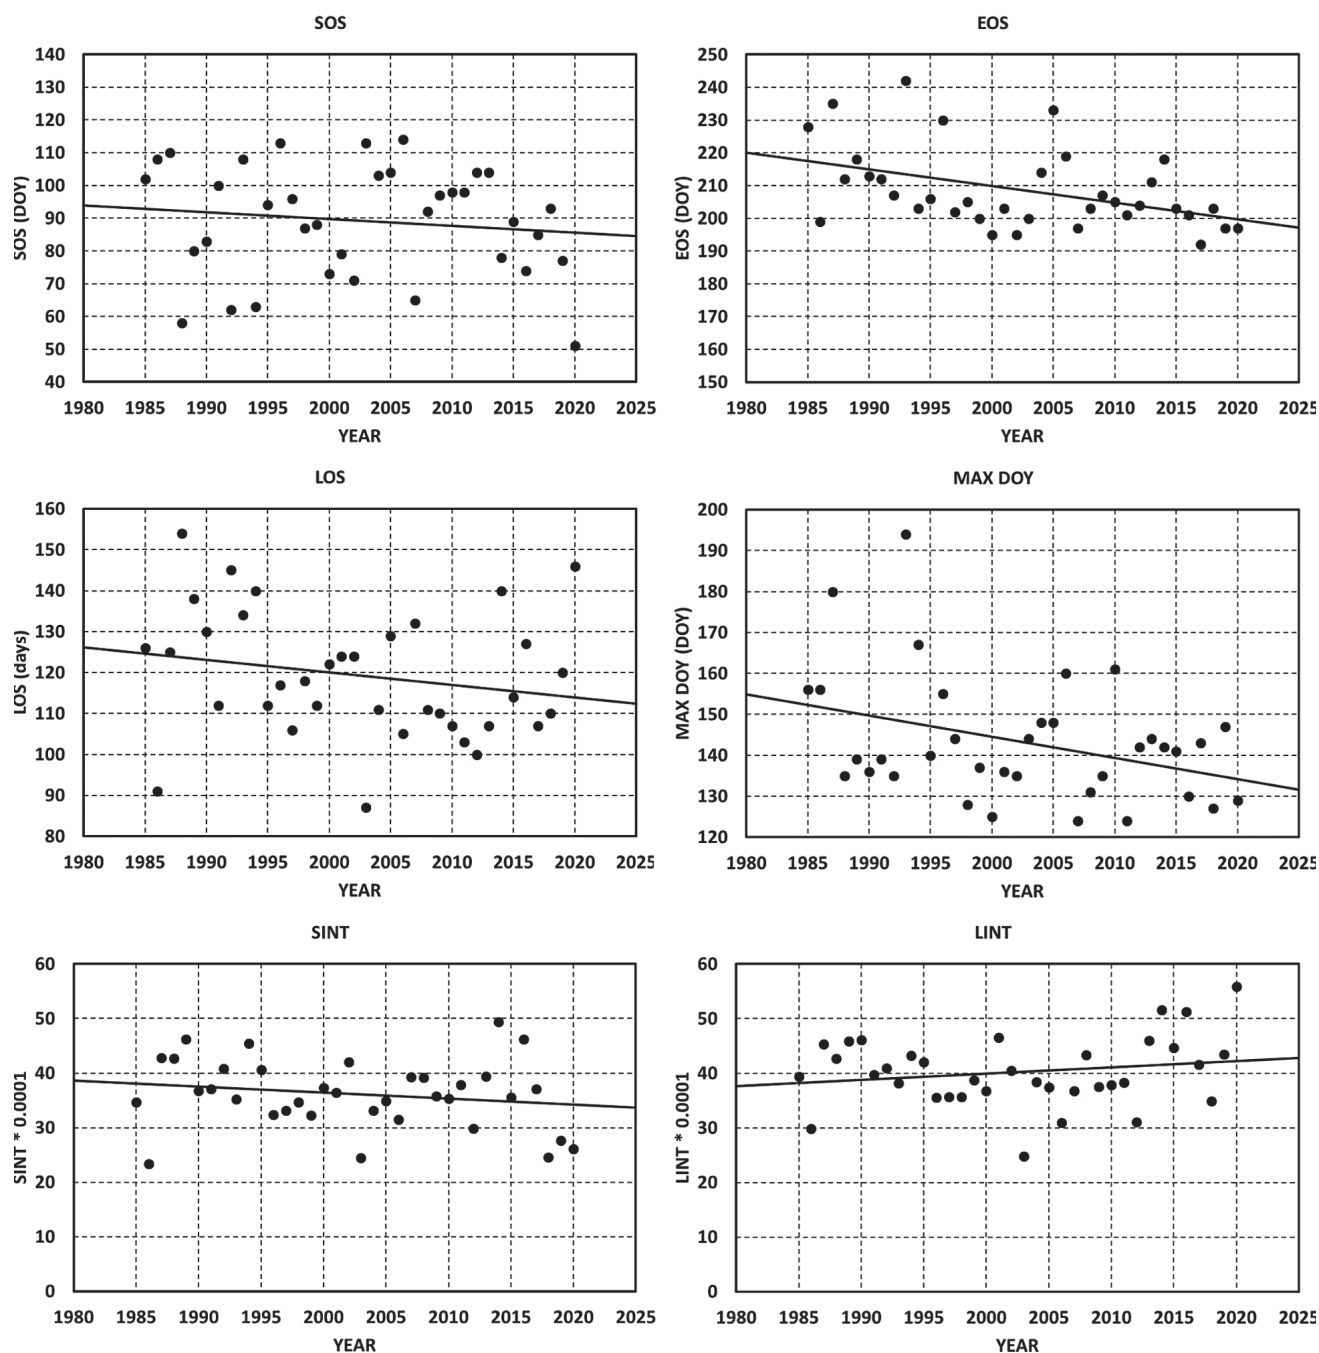 SOS
140
130
120
110
100
90
80
70
60
50
40
SOS (DOY)
1980 1985 1990 1995 2000 2005 2010 2015 2020 2025
YEAR
EOS
250
240
230
220
210
200
190
180
170
160
150
EOS (DOY)
1980 1985 1990 1995 2000 2005 2010 2015 2020 2025
YEAR
LOS
160
150
140
130
120
110
100
90
80
LOS (days)
1980 1985 1990 1995 2000 2005 2010 2015 2020 2025
YEAR
MAX DOY
200
190
180
170
160
150
140
130
120
MAX DOY (DOY)
1980 1985 1990 1995 2000 2005 2010 2015 2020 2025
YEAR
SINT
60
50
40
30
20
10
0
SINT * 0.0001
1980 1985 1990 1995 2000 2005 2010 2015 2020 2025
YEAR
LINT
60
50
40
30
20
10
0
LINT * 0.0001
1980 1985 1990 1995 2000 2005 2010 2015 2020 2025
YEAR